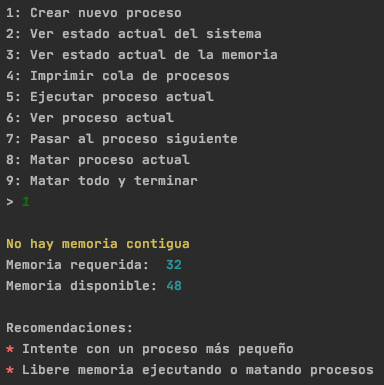 1: Crear nuevo proceso
2: Ver estado actual del sistema
3: Ver estado actual de la memoria
4: Imprimir cola de procesos
5: Ejecutar proceso actual
6: Ver proceso actual
7: Pasar al proceso siguiente
8: Matar proceso actual
9: Matar todo y terminar
> 1
No hay memoria contigua
Memoria requerida: 32
Memoria disponible: 48
Recomendaciones:
* Intente con un proceso más pequeño
* Libere memoria ejecutando o matando procesos